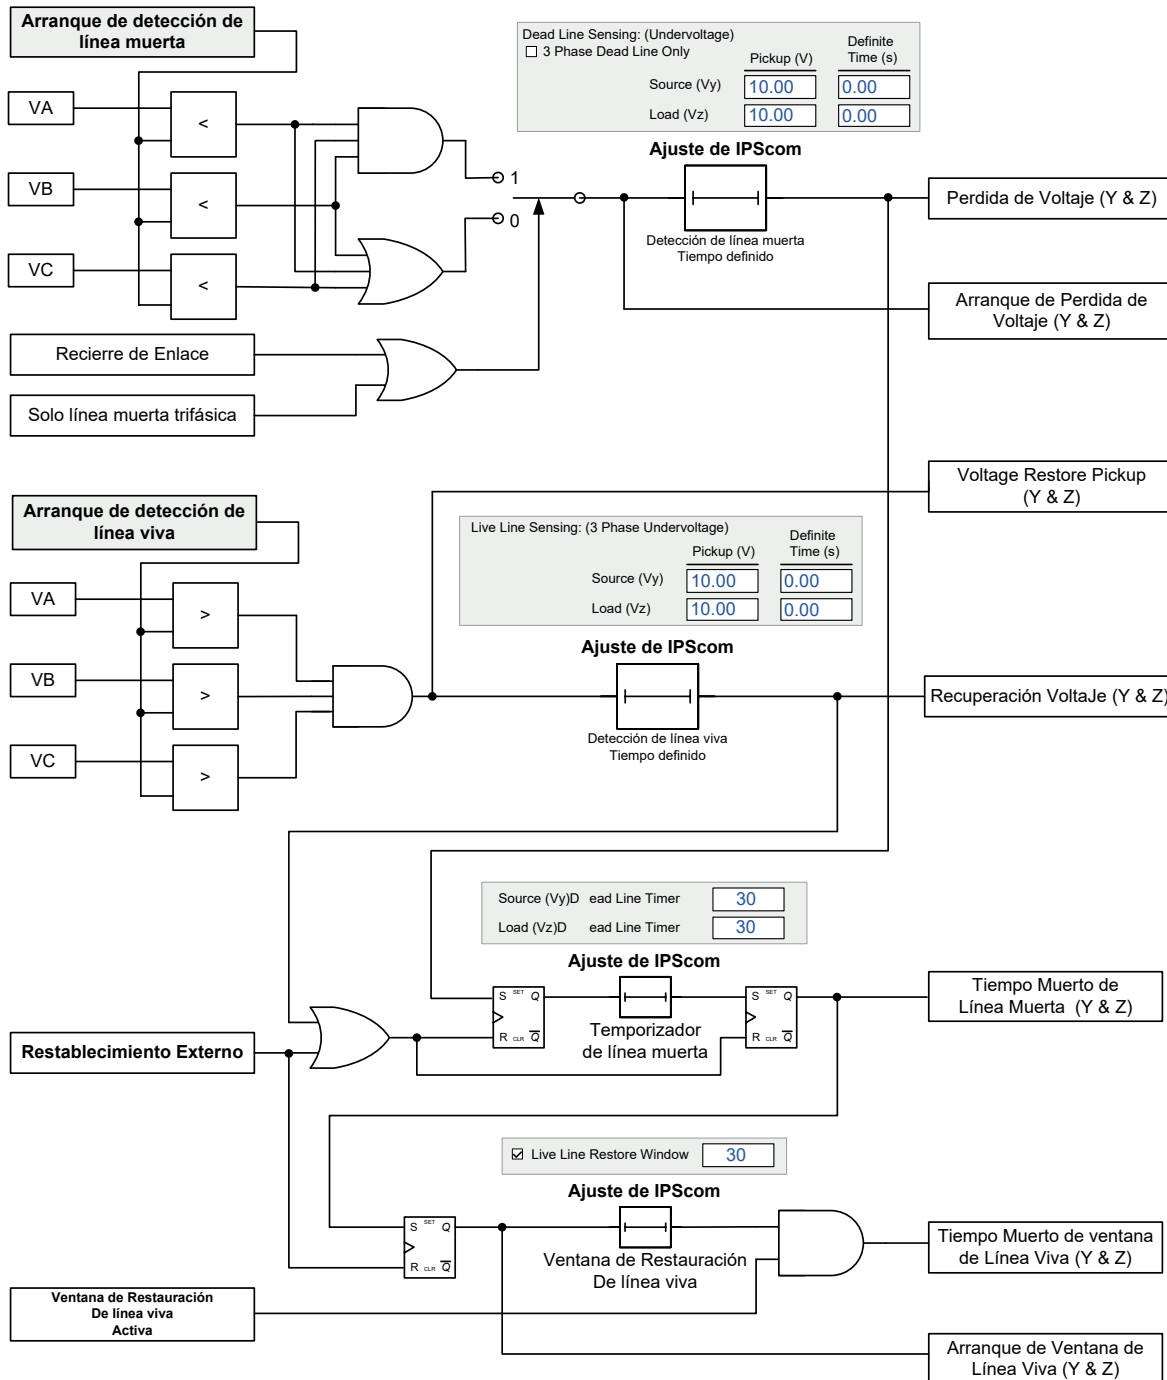 Arranque de detección de
línea muerta
Dead Line Sensing: (Undervoltage)
3 Phase Dead Line Only
Pickup (V)
Definite
Time (s)
Source (Vy)
10.00
0.00
Load (Vz)
10.00
0.00
Ajuste de IPScom
VA
<
VB
<
VC
<
1
0
Detección de línea muerta
Tiempo definido
Perdida de Voltaje (Y & Z)
Arranque de Perdida de
Voltaje (Y & Z)
Recierre de Enlace
Solo línea muerta trifásica
Voltage Restore Pickup
(Y & Z)
Arranque de detección de
línea viva
Live Line Sensing: (3 Phase Undervoltage)
Pickup (V)
Definite
Time (s)
Source (Vy)
10.00
0.00
Load (Vz)
10.00
0.00
Ajuste de IPScom
VA
>
VB
>
VC
>
Detección de línea viva
Tiempo definido
Recuperación VoltaJe (Y & Z)
Source (Vy)D ead Line Timer
30
Load (Vz)D ead Line Timer
30
Ajuste de IPScom
S SET Q
R CLR Q
S SET Q
R CLR Q
Temporizador
de línea muerta
Tiempo Muerto de
Línea Muerta (Y & Z)
Restablecimiento Externo
Live Line Restore Window
30
Ajuste de IPScom
S SET Q
R CLR Q
Ventana de Restauración
De línea viva
Tiempo Muerto de ventana
de Línea Viva (Y & Z)
Ventana de Restauración
De línea viva
Activa
Arranque de Ventana de
Línea Viva (Y & Z)